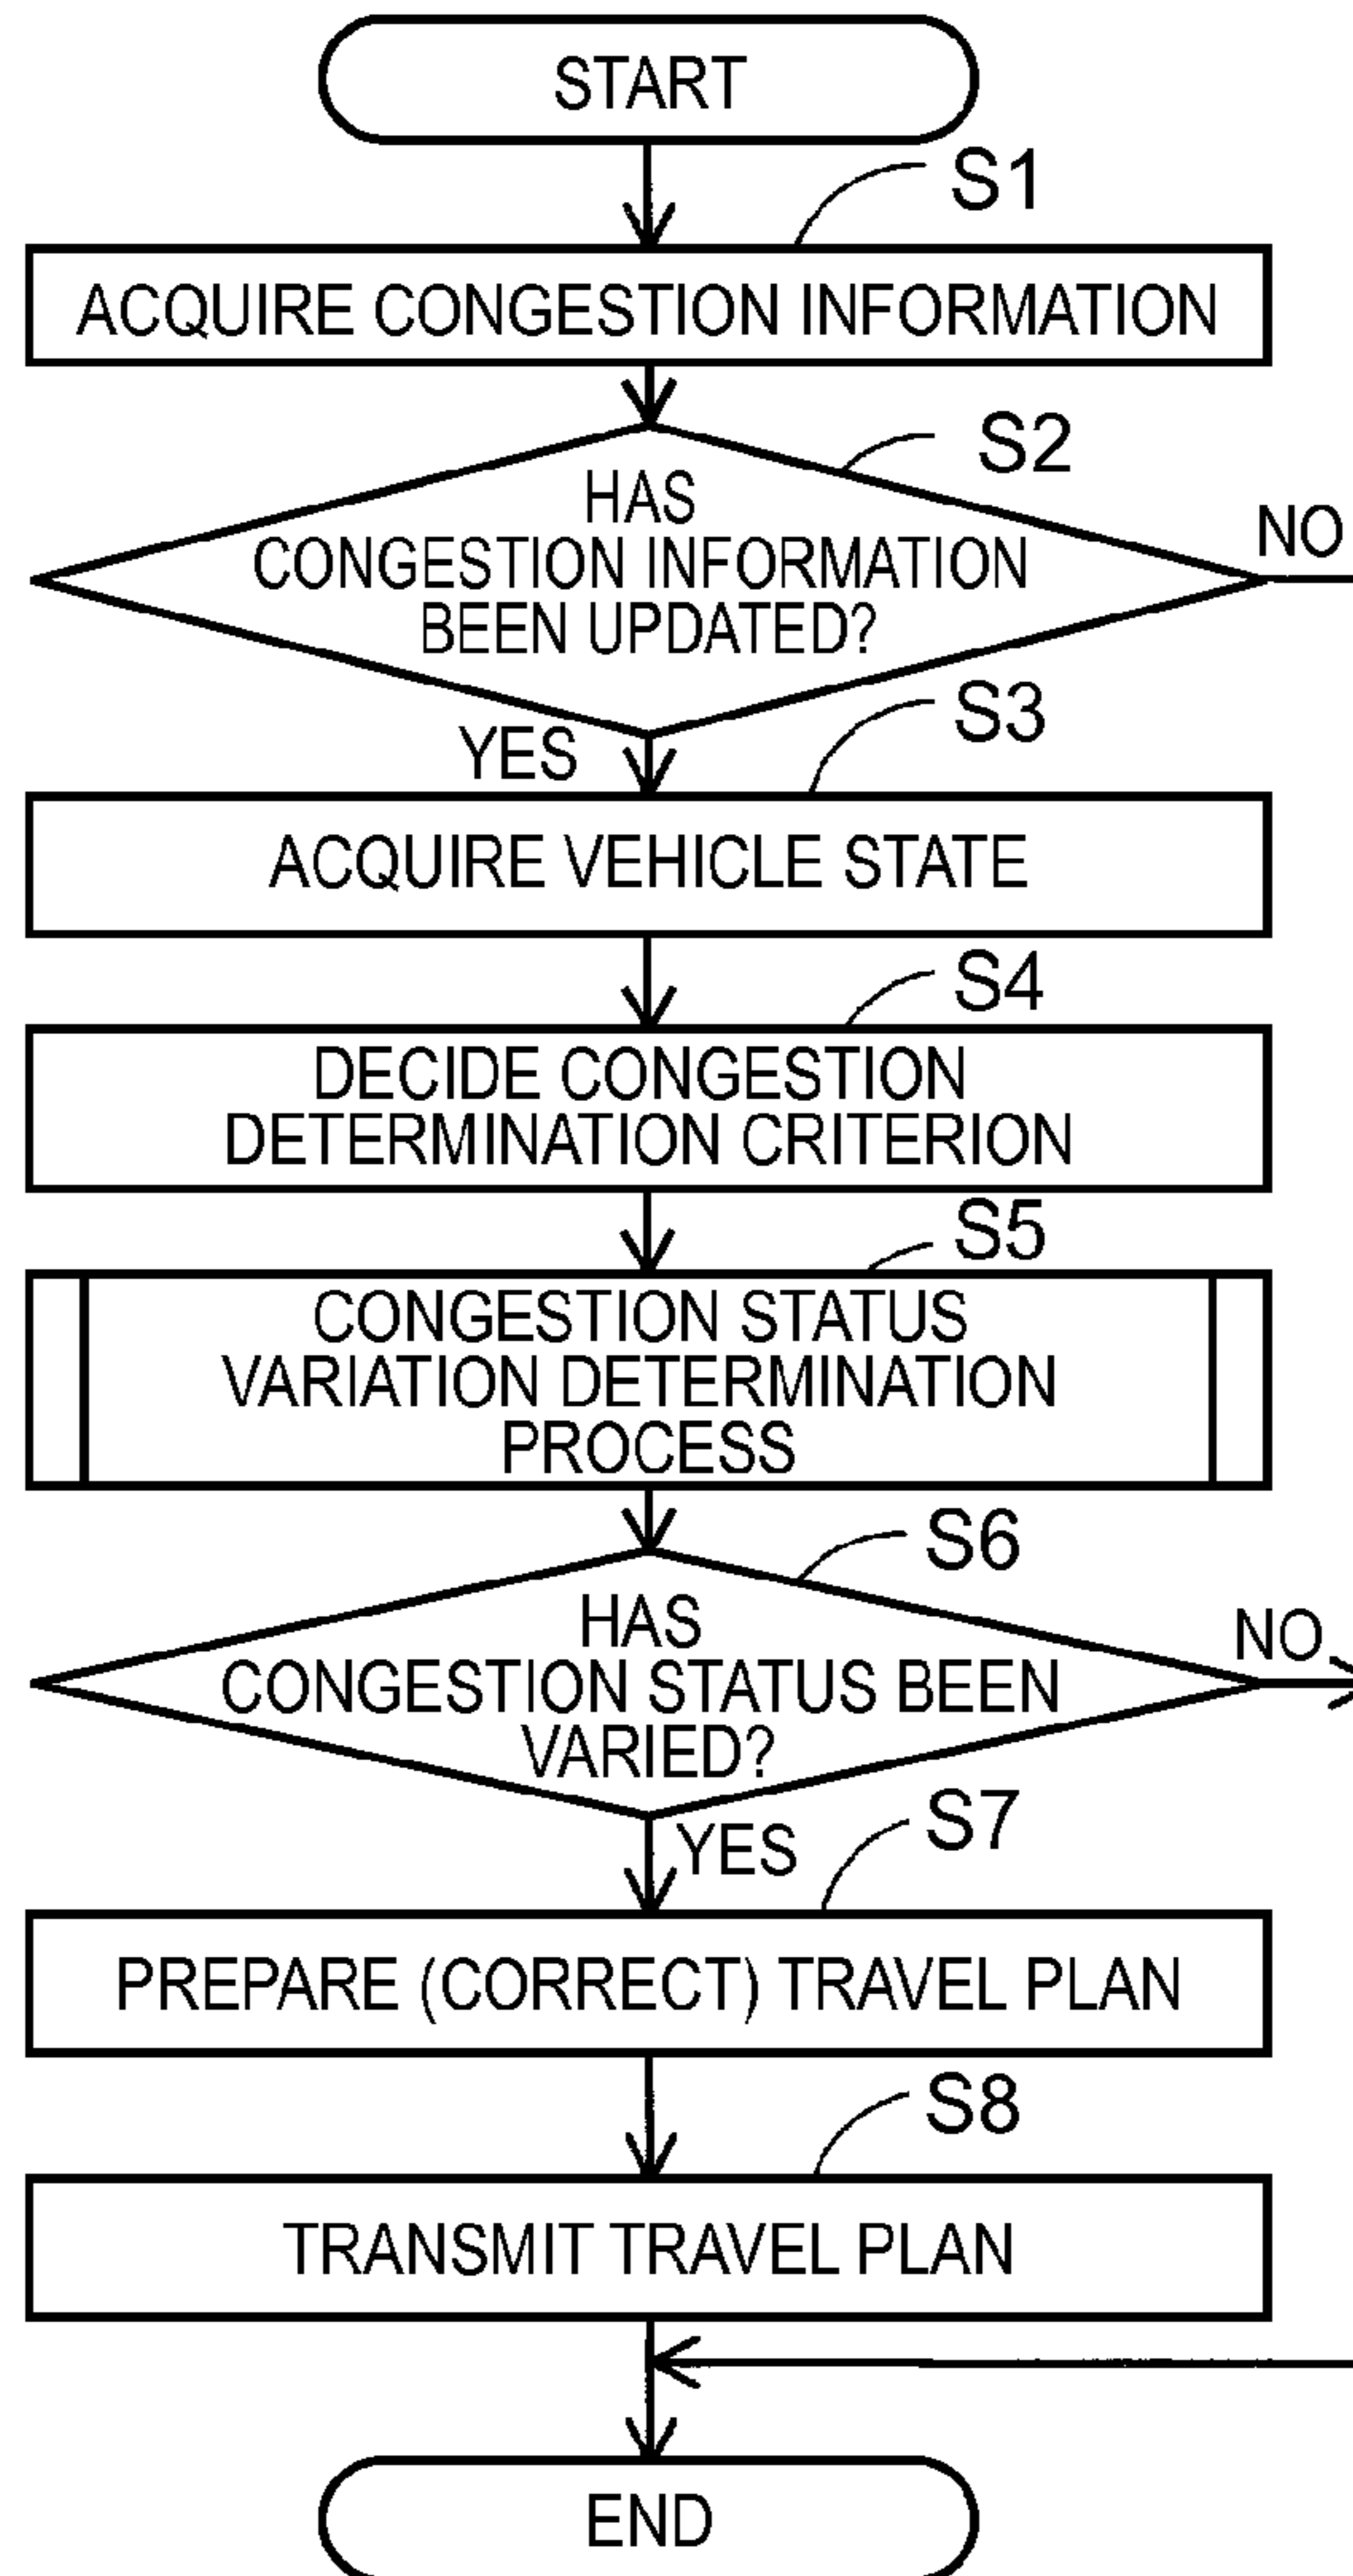 START
S1
ACQUIRE CONGESTION INFORMATION
S2
HAS
CONGESTION INFORMATION
BEEN UPDATED?
NO
YES
S3
ACQUIRE VEHICLE STATE
S4
DECIDE CONGESTION
DETERMINATION CRITERION
S5
CONGESTION STATUS
VARIATION DETERMINATION
PROCESS
S6
HAS
CONGESTION STATUS BEEN
VARIED?
NO
YES
S7
PREPARE (CORRECT) TRAVEL PLAN
S8
TRANSMIT TRAVEL PLAN
END